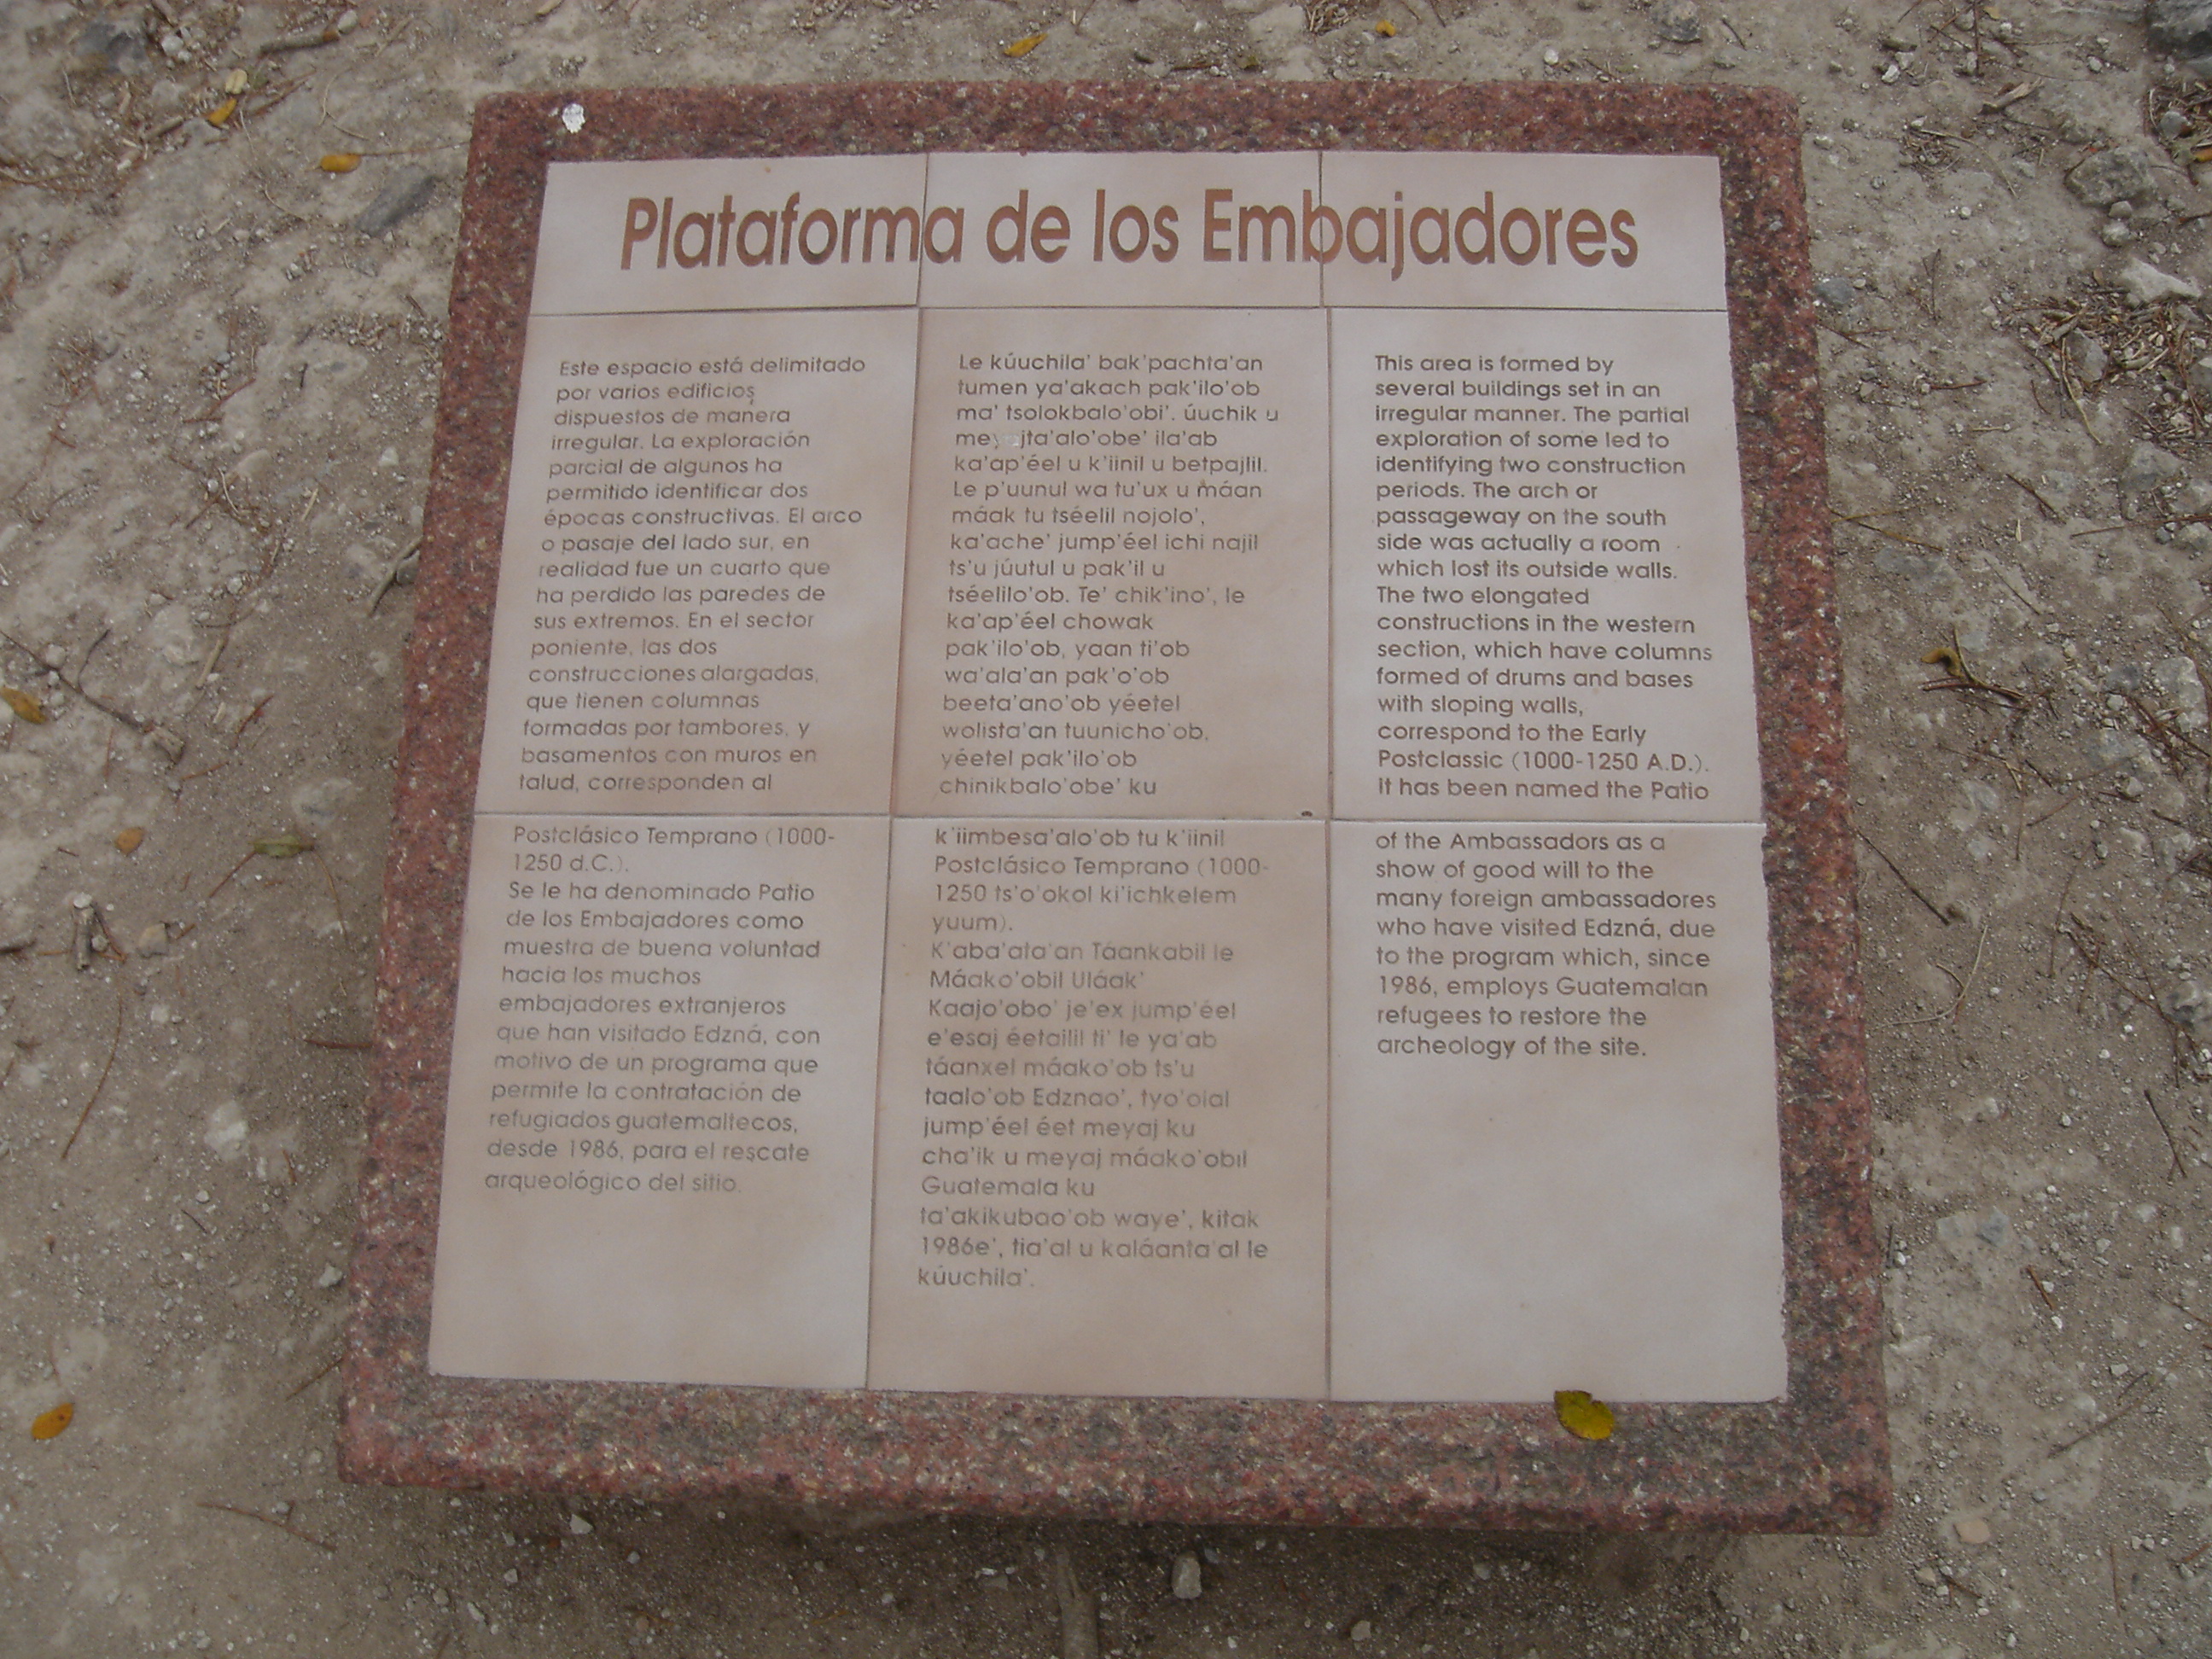 Plataforma de los Embajadores
Este espacio está delimitado
por varios edificios
dispuestos de manera
irregular. La exploración
parcial de algunos ha
permitido identificar dos
épocas constructivas. El arco
o pasaje del lado sur, en
realidad fue un cuarto que
ha perdido las paredes de
sus extremos. En el sector
poniente, las dos
construcciones alargadas,
que tienen columnas
formadas por tambores, y
basamentos con muros en
talud, corresponden al
Postclásico Temprano (1000-
1250 d.C.).
Se le ha denominado Patio
de los Embajadores como
muestra de buena voluntad
hacia los muchos
embajadores extranjeros
que han visitado Edzná, con
motivo de un programa que
permite la contratación de
refugiados guatemaltecos,
desde 1986, para el rescate
arqueológico del sitio.
Le kúuchila' bak'pachta'an
tumen ya'akach pak'ilo'ob
ma' tsolokbalo'obi'. úuchik u
jta'alo'obe' ila'ab
ka'ap'éel u k'iinil u betpajlil.
Le p'uunul wa tu'ux u máan
máak tu tséelil nojolo',
ka'ache' jump'éel ichi najil
ts'u júutul u pak'il u
tséelilo'ob. Te' chik'ino', le
ka'ap'éel chowak
pak'ilo'ob, yaan ti'ob
wa'ala'an pak'o'ob
beeta'ano'ob yéetel
wolista'an tuunicho'ob,
yéetel pak'ilo'ob
chinikbalo'obe' ku
k'iimbesa'alo'ob tu k'iinil
Postclásico Temprano (1000-
1250 ts'o'okol ki'ichkelem
yuum).
K'aba'ata'an Táankabil le
Máako'obil Uláak'
Kaajo'obo' je'ex jump'éel
e'esaj éetailil ti' le ya'ab
táanxel máako'ob ts'u
taalo'ob Edznao', tyo'olal
jump'éel éet meyaj ku
cha'ik u meyaj máako'obil
Guatemala ku
ta'akikubao'ob waye', kitak
1986e', tia'al u kaláanta'al le
kúuchila'.
This area is formed by
several buildings set in an
irregular manner. The partial
exploration of some led to
identifying two construction
periods. The arch or
passageway on the south
side was actually a room
which lost its outside walls.
The two elongated
constructions in the western
section, which have columns
formed of drums and bases
with sloping walls,
correspond to the Early
Postclassic (1000-1250 A.D.).
It has been named the Patio
of the Ambassadors as a
show of good will to the
many foreign ambassadores
who have visited Edzná, due
to the program which, since
1986, employs Guatemalan
refugees to restore the
archeology of the site.